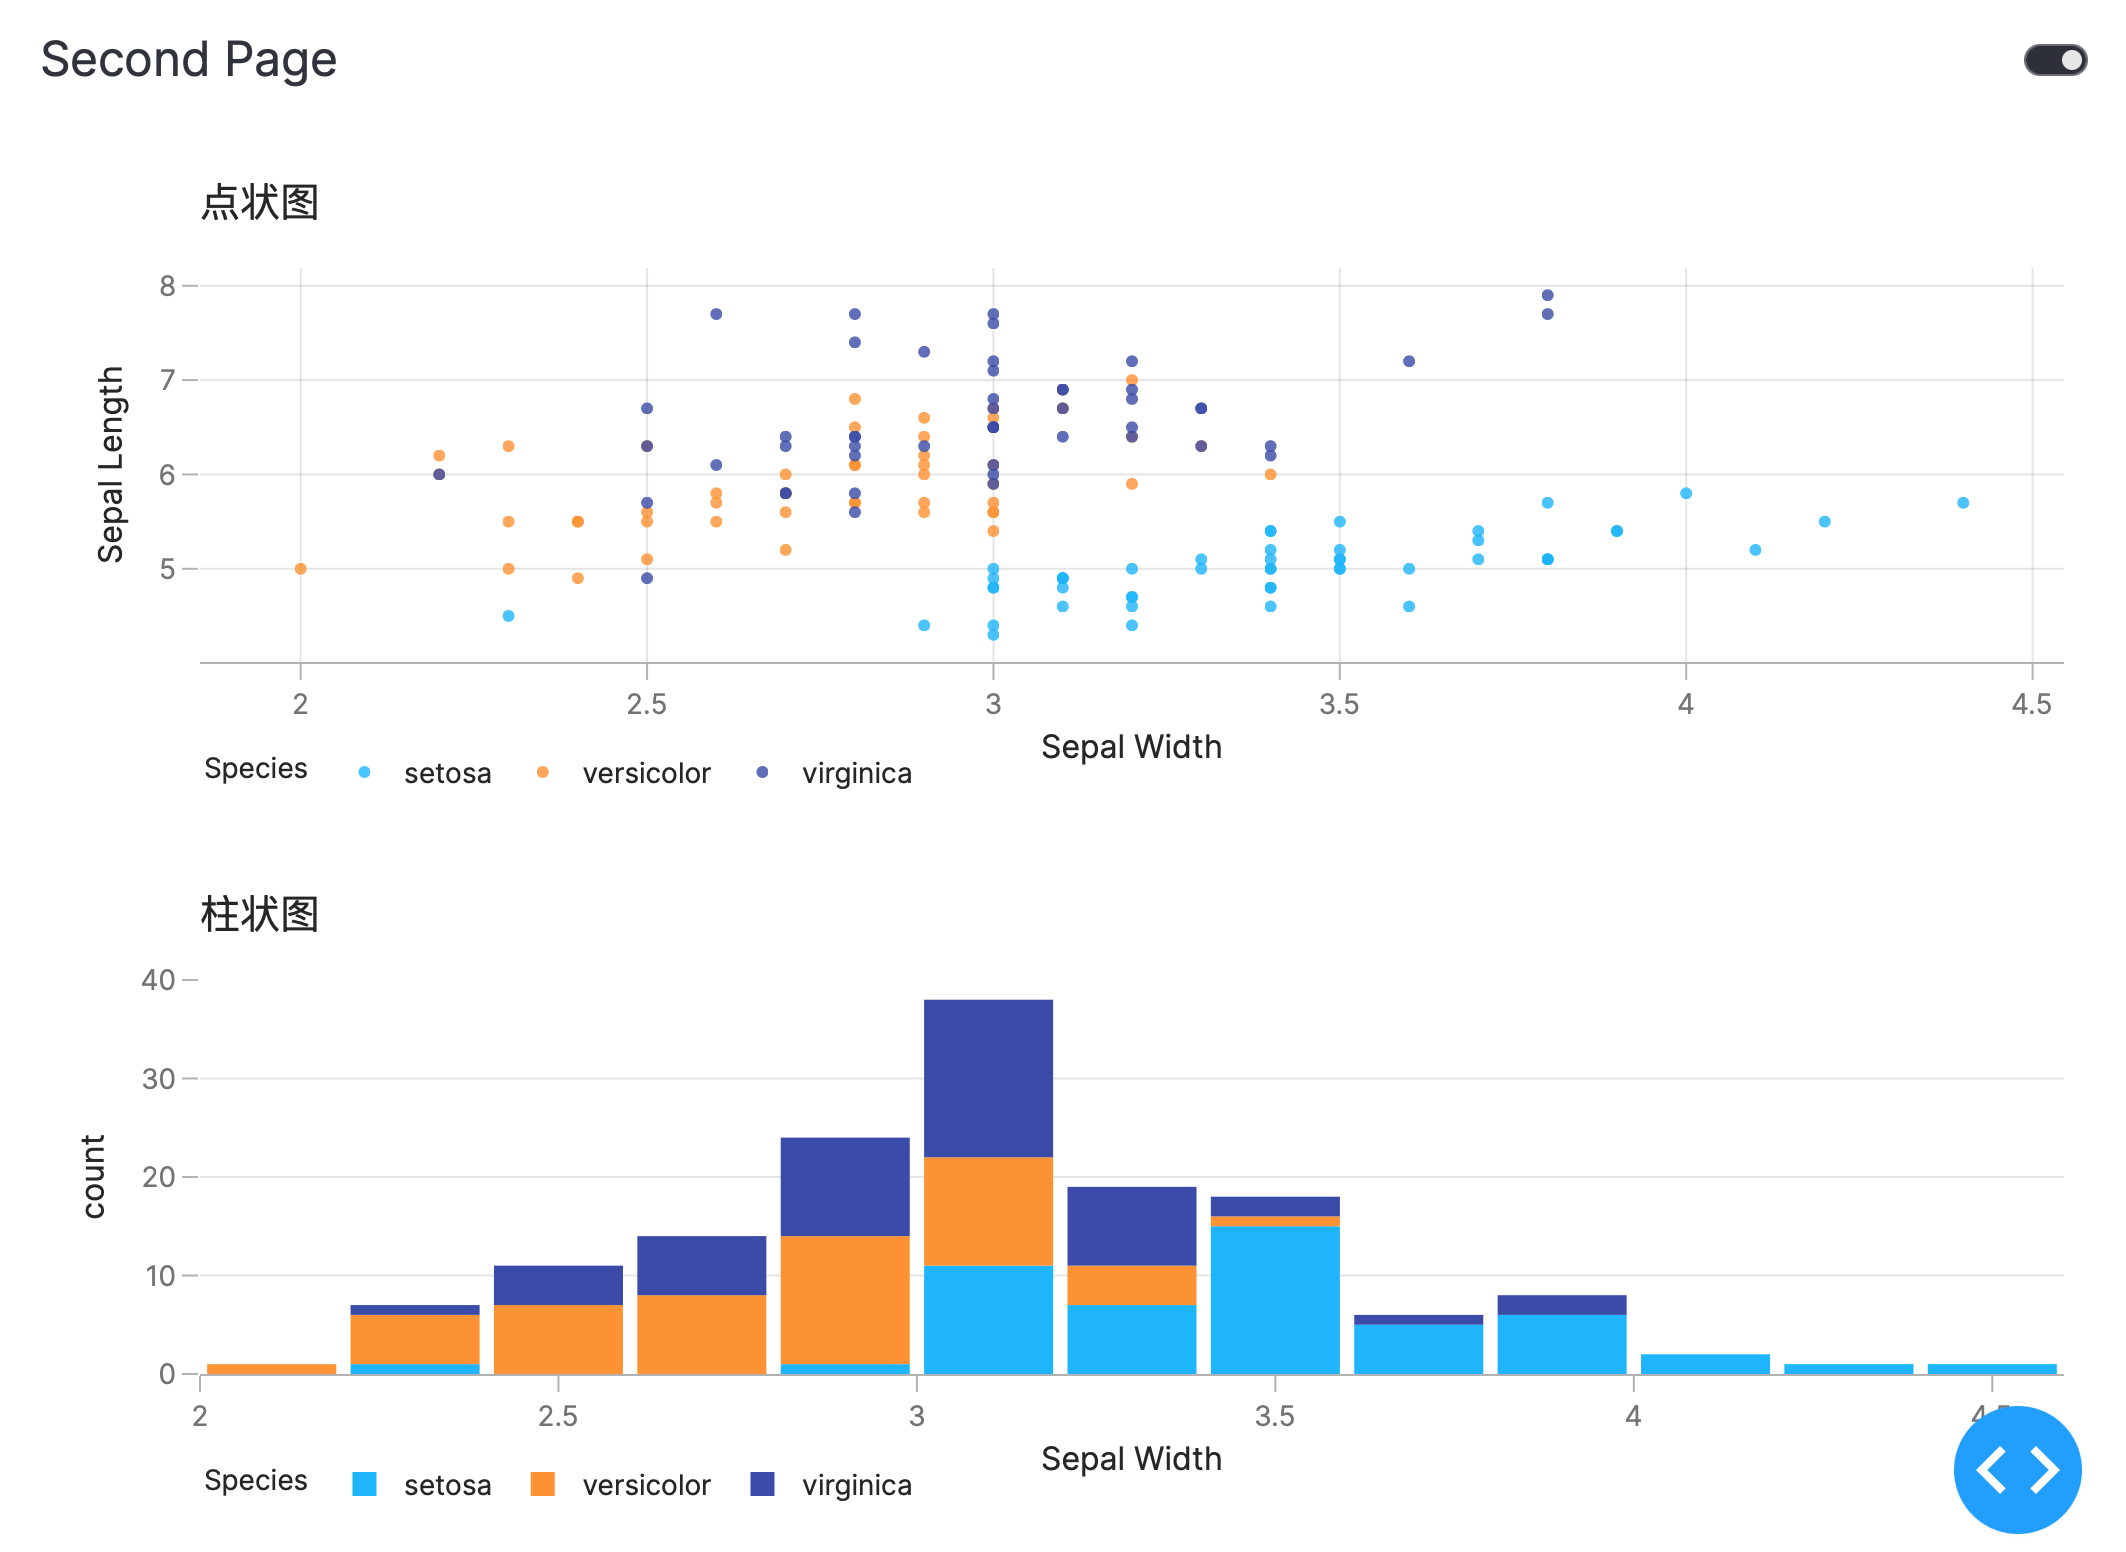 Second Page
点状图
8
7
6
5
Sepal Length
2 2.5 3 3.5 4 4.5
Sepal Width
Species setosa versicolor virginica
柱状图
40
30
20
10
0
count
2 2.5 3 3.5 4
Sepal Width
Species setosa versicolor virginica